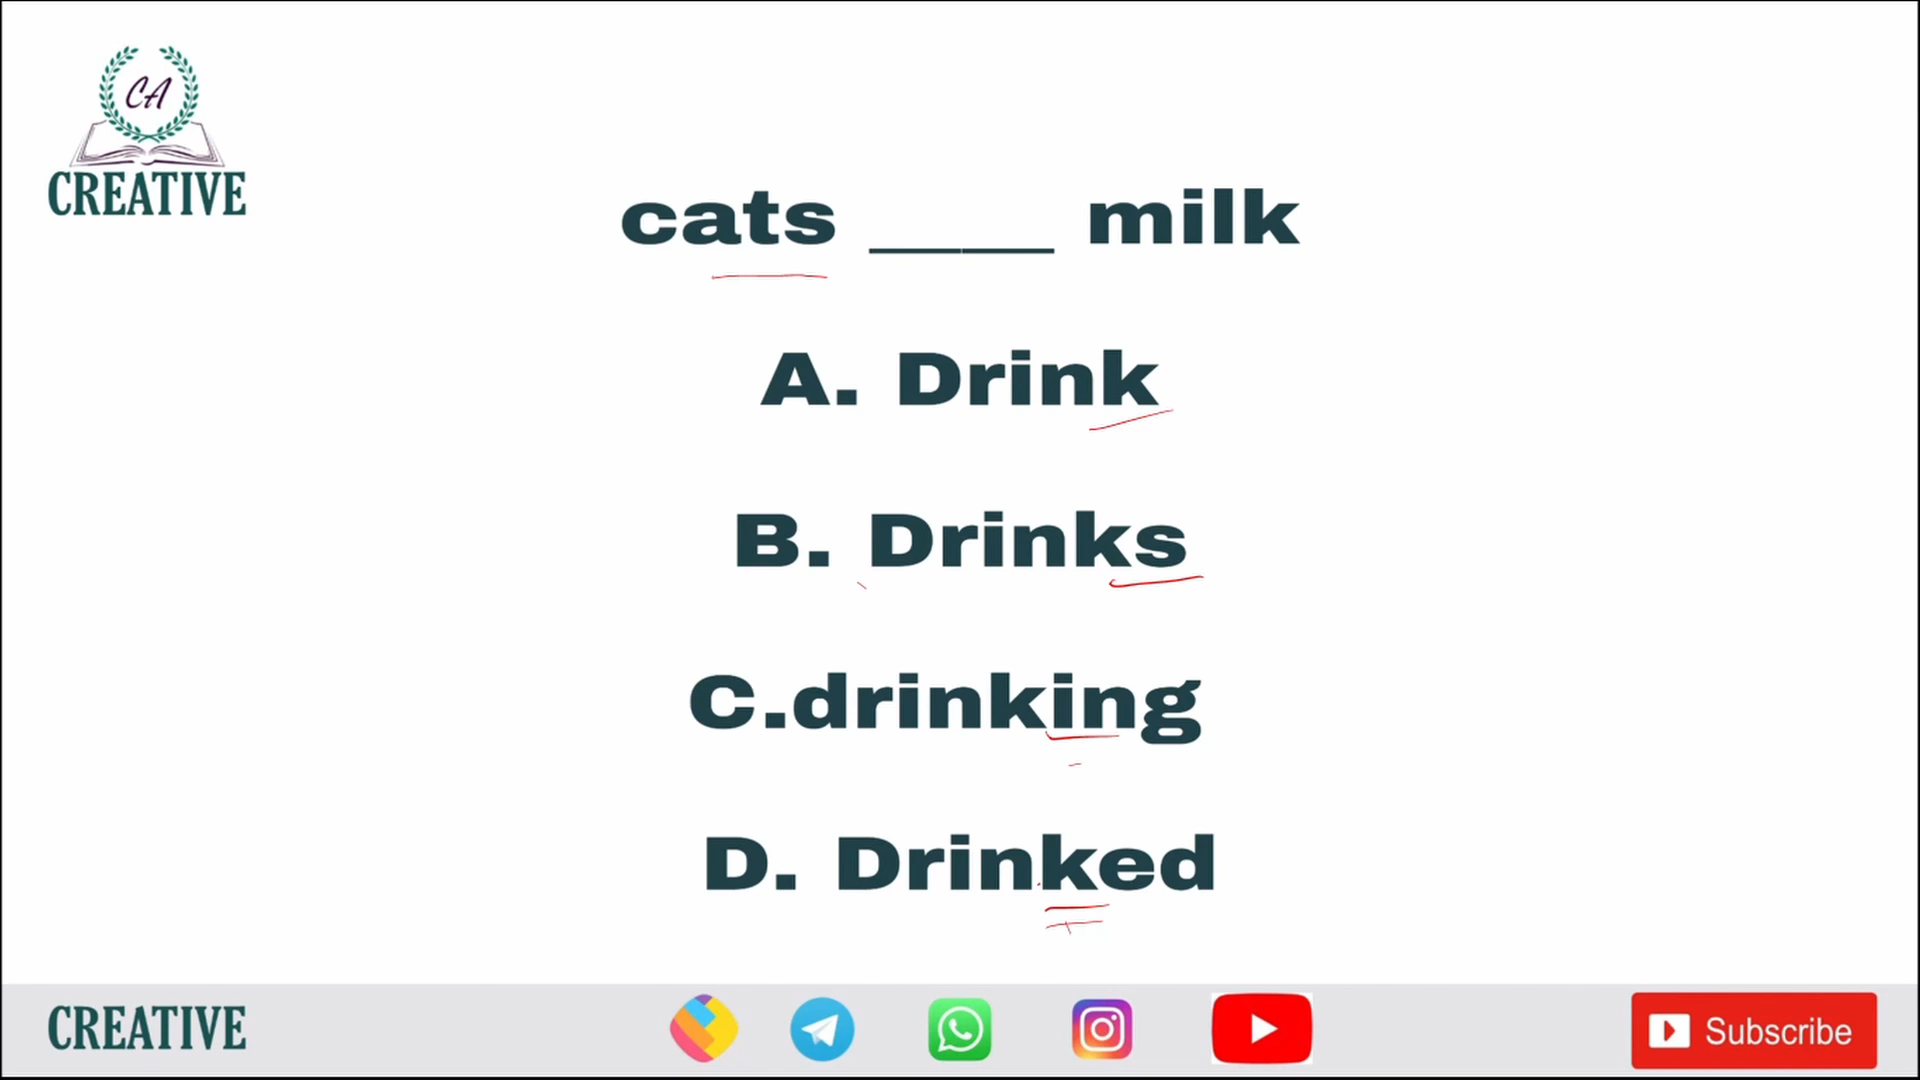 CA
CREATIVE
cats ____ milk
A. Drink
B. Drinks
C.drinking
D. Drinked
CREATIVE
Subscribe